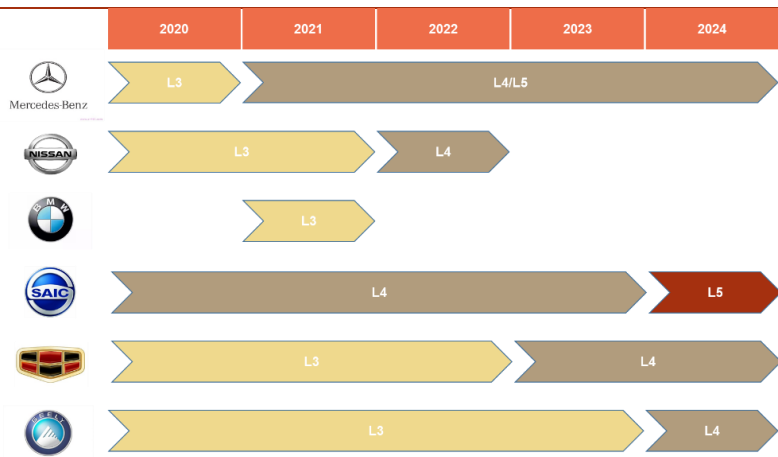 2020 2021 2022 2023 2024
L3 L4/L5
Mercedes-Benz
NISSAN L3 L4
BMW L3
SAIC L4 L5
L3 L4
L3 L4